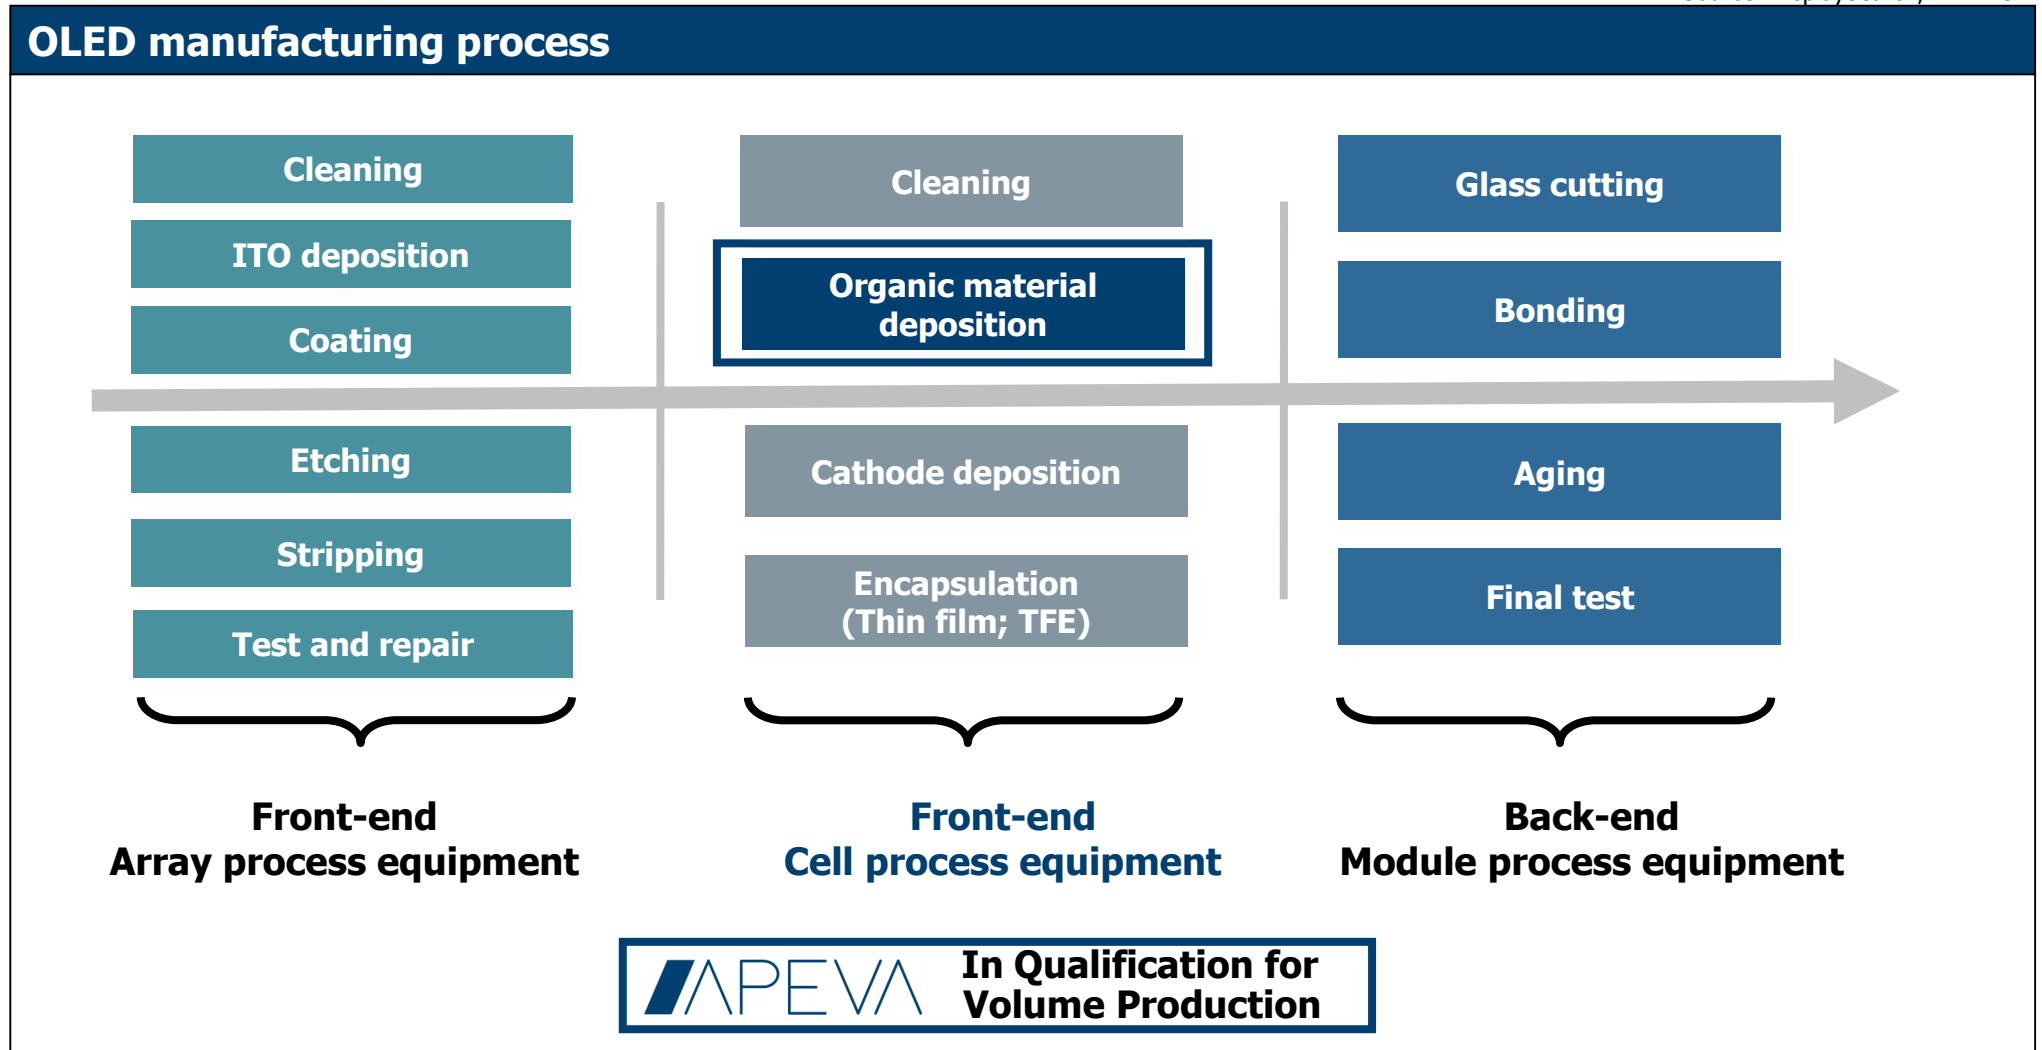 OLED manufacturing process
Cleaning
ITO deposition
Coating
Etching
Stripping
Test and repair
Cleaning
Organic material
deposition
Cathode deposition
Encapsulation
(Thin film; TFE)
Glass cutting
Bonding
Aging
Final test
Front-end
Array process equipment
Front-end
Cell process equipment
Back-end
Module process equipment
APEVA
In Qualification for
Volume Production